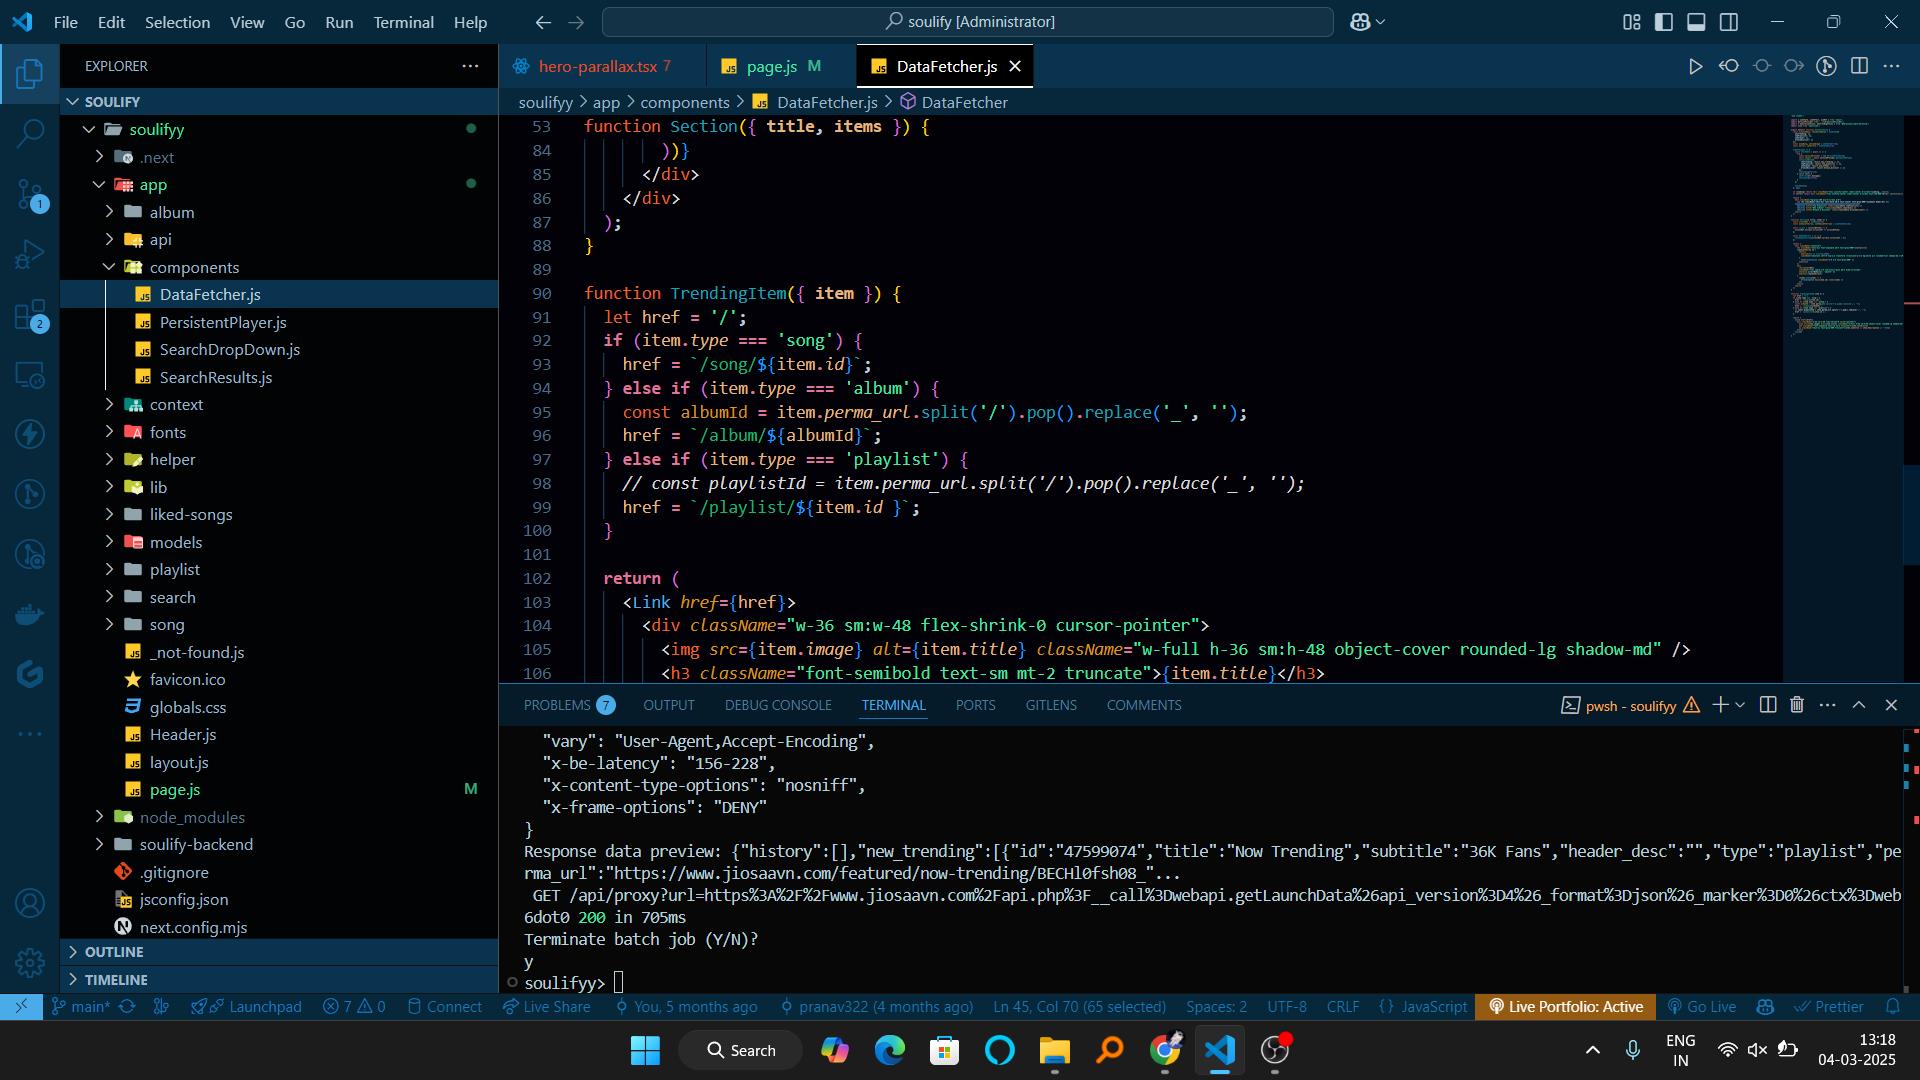 File Edit Selection View Go Run Terminal Help
soulify [Administrator]
EXPLORER
SOULIFY
soulifyy
.next
app
album
api
components
DataFetcher.js
PersistentPlayer.js
SearchDropDown.js
SearchResults.js
context
fonts
helper
lib
liked-songs
models
playlist
search
song
_not-found.js
favicon.ico
globals.css
Header.js
layout.js
page.js M
node_modules
soulify-backend
.gitignore
jsconfig.json
next.config.mjs
OUTLINE
TIMELINE
1
2
hero-parallax.tsx 7
page.js M
DataFetcher.js
soulifyy > app > components > DataFetcher.js > DataFetcher
53 function Section({ title, items }) {
84 ))}
85 </div>
86 </div>
87 );
88 }
89
90 function TrendingItem({ item }) {
91 let href = '/';
92 if (item.type === 'song') {
93 href = `/song/${item.id}`;
94 } else if (item.type === 'album') {
95 const albumId = item.perma_url.split('/').pop().replace('_', '');
96 href = `/album/${albumId}`;
97 } else if (item.type === 'playlist') {
98 // const playlistId = item.perma_url.split('/').pop().replace('_', '');
99 href = `/playlist/${item.id }`;
100 }
101
102 return (
103 <Link href={href}>
104 <div className="w-36 sm:w-48 flex-shrink-0 cursor-pointer">
105 <img src={item.image} alt={item.title} className="w-full h-36 sm:h-48 object-cover rounded-lg shadow-md" />
106 <h3 className="font-semibold text-sm mt-2 truncate">{item.title}</h3>
PROBLEMS 7 OUTPUT DEBUG CONSOLE TERMINAL PORTS GITLENS COMMENTS
pwsh - soulifyy
"vary": "User-Agent,Accept-Encoding",
"x-be-latency": "156-228",
"x-content-type-options": "nosniff",
"x-frame-options": "DENY"
}
Response data preview: {"history":[],"new_trending":[{"id":"47599074","title":"Now Trending","subtitle":"36K Fans","header_desc":"","type":"playlist","pe
rma_url":"https://www.jiosaavn.com/featured/now-trending/BECHl0fsh08_"...
GET /api/proxy?url=https%3A%2F%2Fwww.jiosaavn.com%2Fapi.php%3F__call%3Dwebapi.getLaunchData%26api_version%3D4%26_format%3Djson%26_marker%3D0%26ctx%3Dweb
6dot0 200 in 705ms
Terminate batch job (Y/N)?
y
soulifyy>
main* Launchpad 7 0 Connect Live Share You, 5 months ago pranav322 (4 months ago) Ln 45, Col 70 (65 selected) Spaces: 2 UTF-8 CRLF {} JavaScript Live Portfolio: Active Go Live Prettier
Search
ENG
IN
13:18
04-03-2025